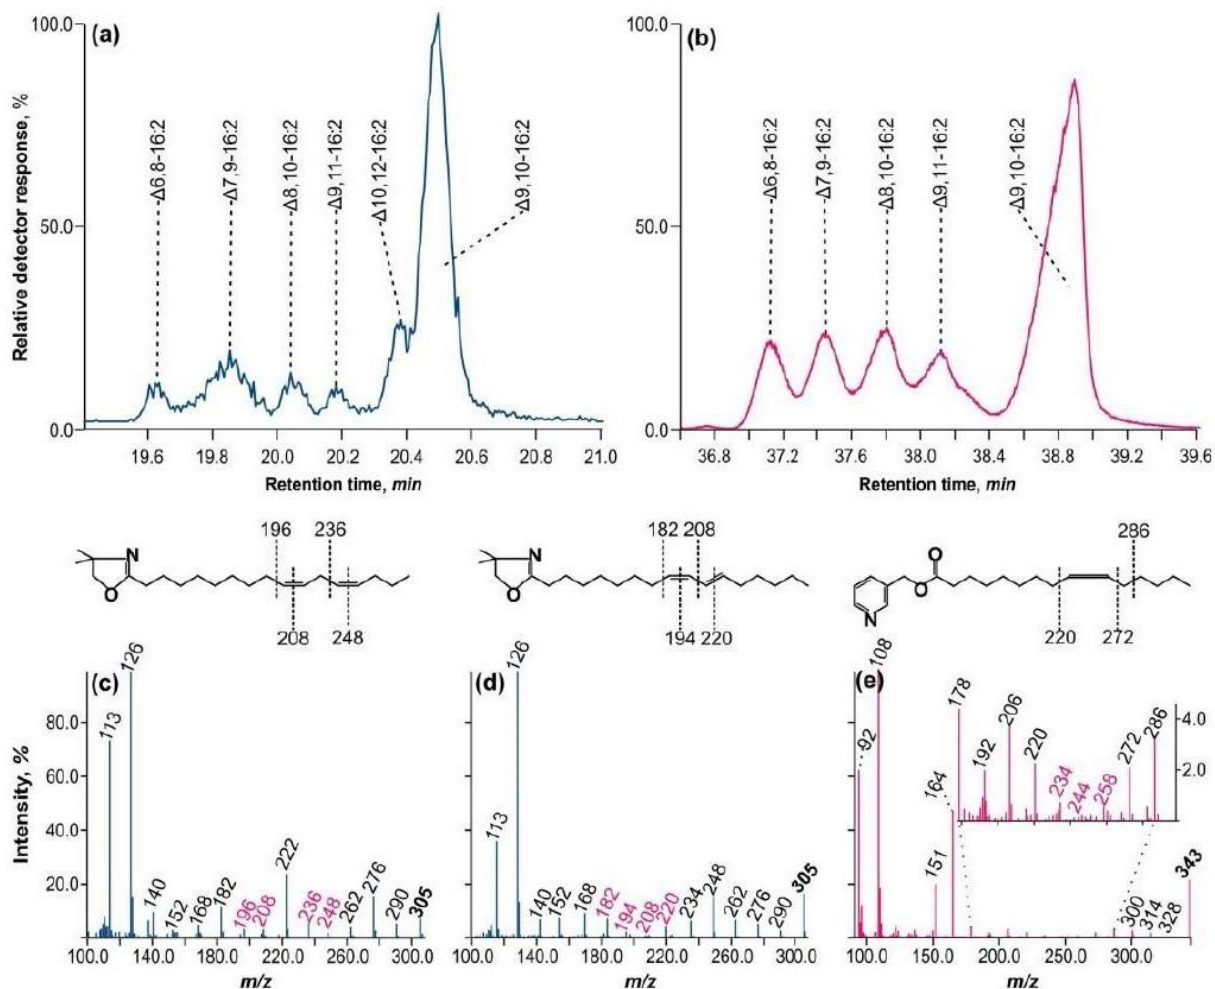 100.0
(a)
Relative detector response, %
50.0
0.0
Δ6,8-16:2
Δ7,9-16:2
Δ8,10-16:2
Δ9,11-16:2
Δ10,12-16:2
Δ9,10-16:2
19.6 19.8 20.0 20.2 20.4 20.6 20.8 21.0
Retention time, min
100.0
(b)
50.0
0.0
Δ6,8-16:2
Δ7,9-16:2
Δ8,10-16:2
Δ9,11-16:2
Δ9,10-16:2
36.8 37.2 37.6 38.0 38.4 38.8 39.2 39.6
Retention time, min
196 236
N
O
208 248
182 208
N
O
194 220
286
O
O
N
220 272
(c)
Intensity, %
80.0
60.0
40.0
20.0
113
126
140
152
168
182
196
208
222
236
248
262
276
290
305
100.0 140.0 180.0 220.0 260.0 300.0
m/z
(d)
113
126
140
152
168
182
194
208
220
234
248
262
276
290
305
100.0 140.0 180.0 220.0 260.0 300.0
m/z
(e)
92
108
151
164
178
192
206
220
234
244
258
272
286
4.0
2.0
300
314
328
343
100.0 150.0 200.0 250.0 300.0
m/z